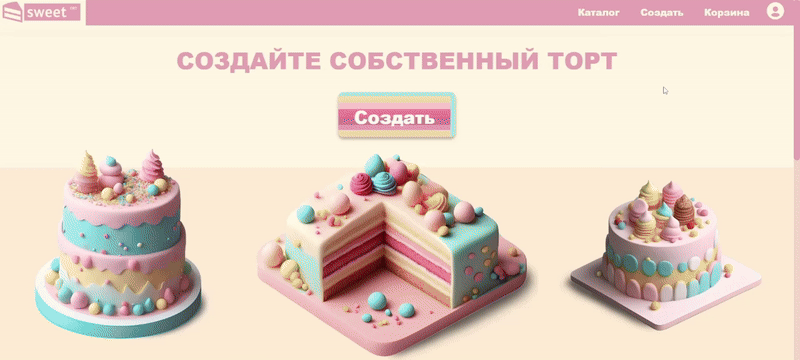 sweet
Каталог Создать Корзина
СОЗДАЙТЕ СОБСТВЕННЫЙ ТОРТ
Создать